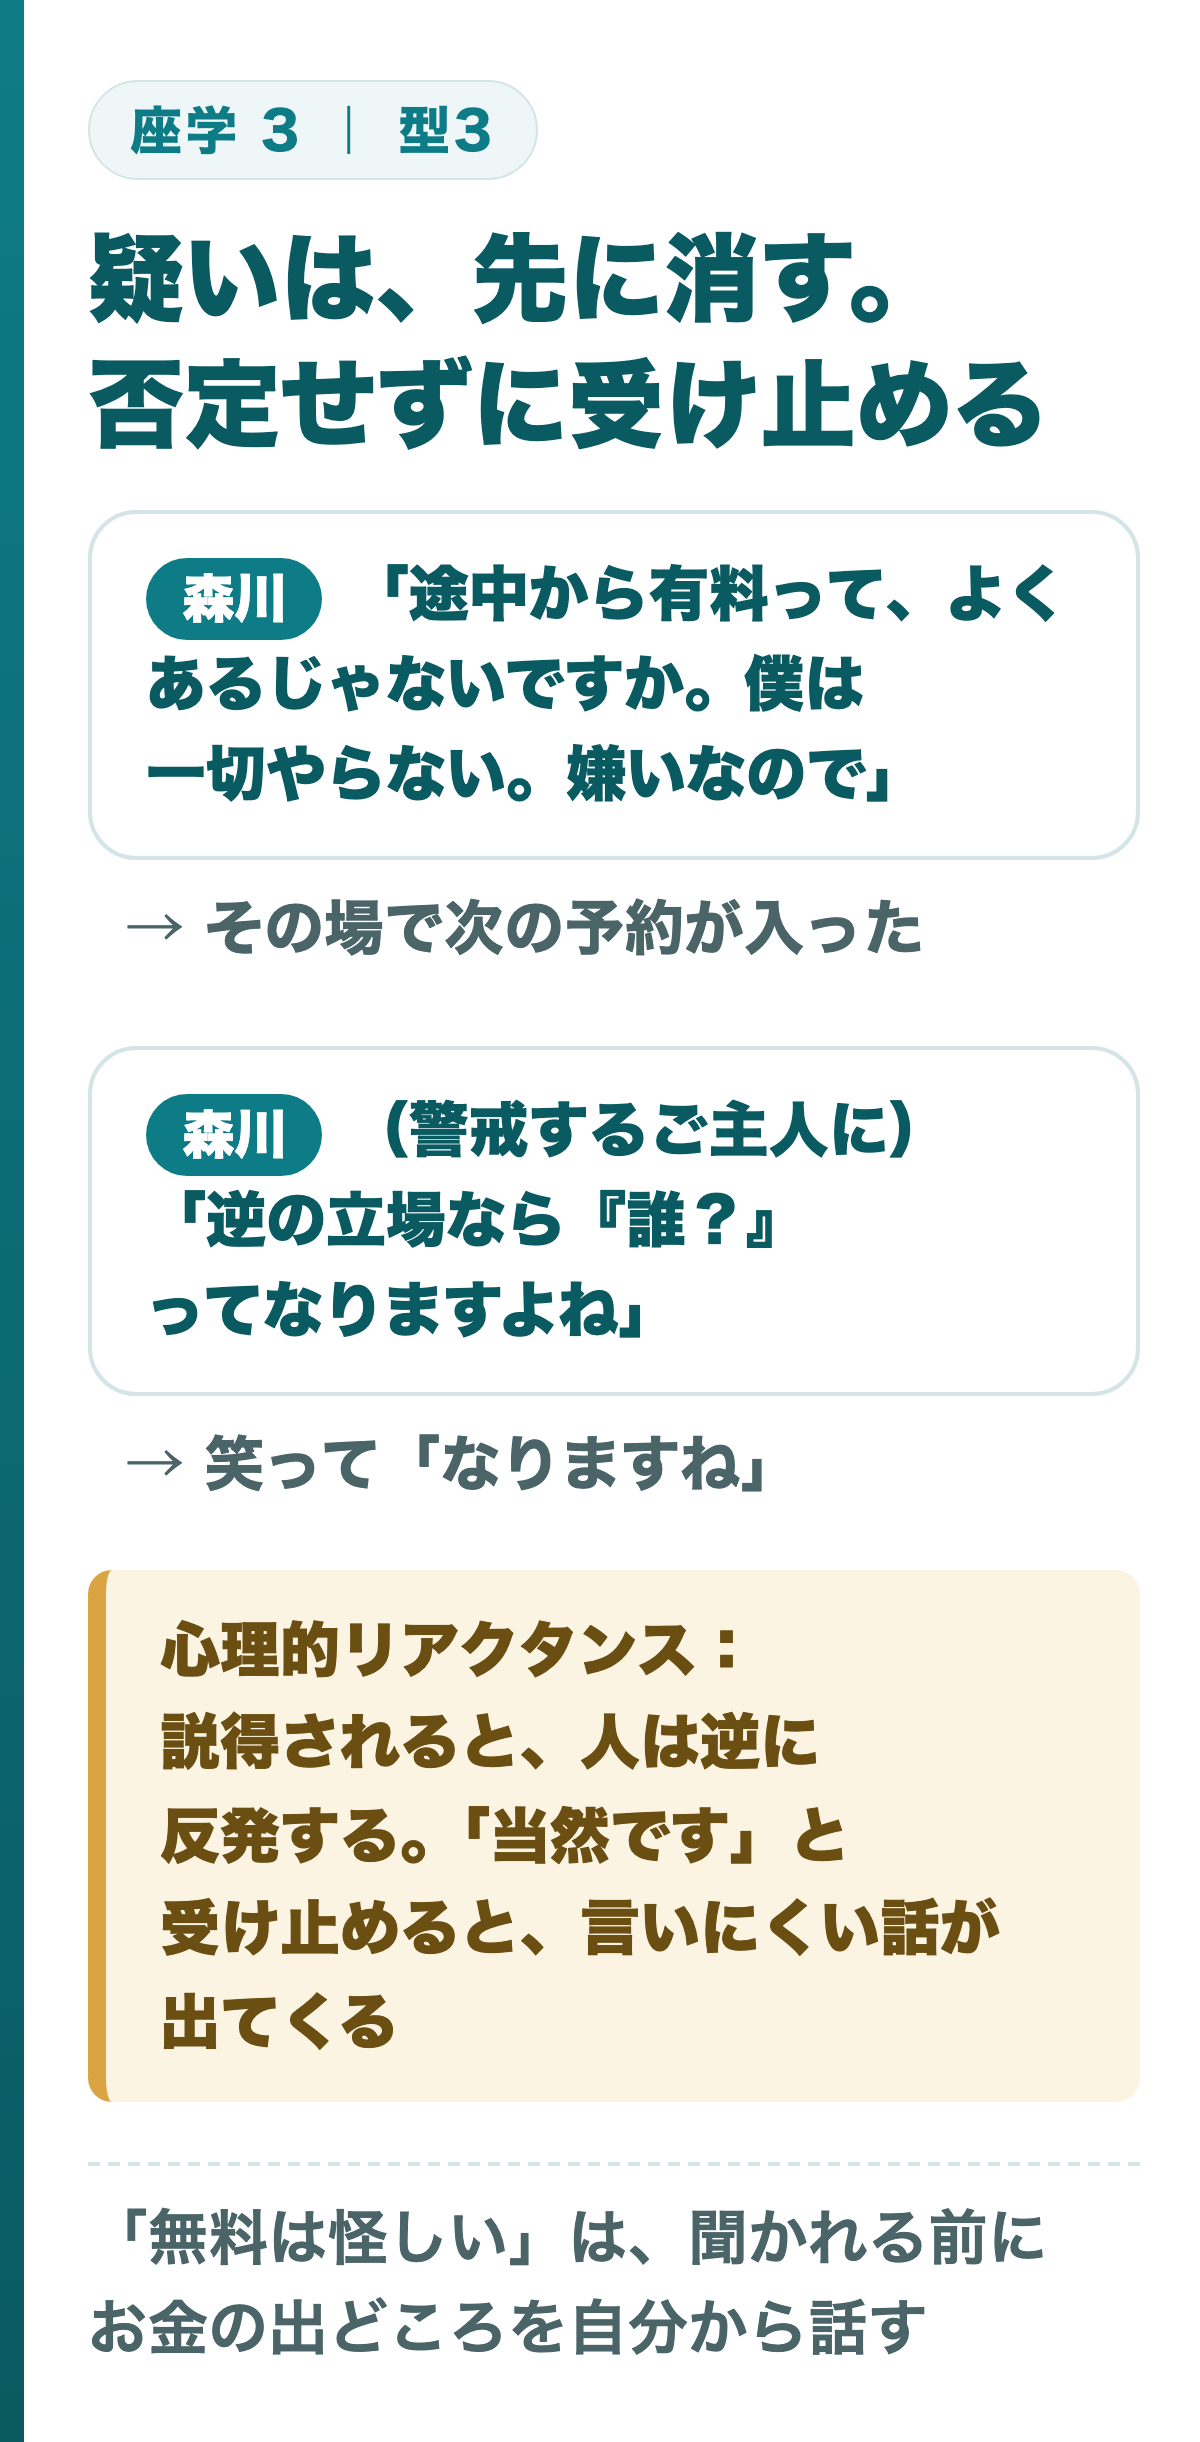 座学 3 ｜ 型3
疑いは、先に消す。
否定せずに受け止める
森川 「途中から有料って、よく
あるじゃないですか。僕は
一切やらない。嫌いなので」
→ その場で次の予約が入った
森川 （警戒するご主人に）
「逆の立場なら『誰？』
ってなりますよね」
→ 笑って「なりますね」
心理的リアクタンス：
説得されると、人は逆に
反発する。「当然です」と
受け止めると、言いにくい話が
出てくる
「無料は怪しい」は、聞かれる前に
お金の出どころを自分から話す